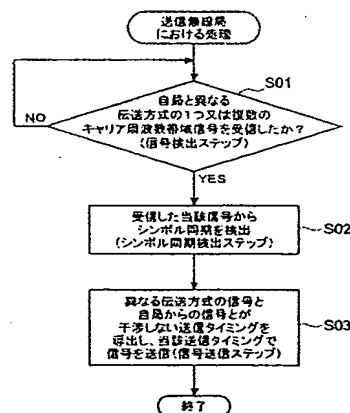 送信無線局
における処理
S01
自局と異なる
伝送方式の1つ又は複数の
キャリア周波数帯域信号を受信したか？
(信号検出ステップ)
NO
YES
受信した当該信号から
シンボル同期を検出
(シンボル同期検出ステップ)
S02
異なる伝送方式の信号と
自局からの信号とが
干渉しない送信タイミングを
導出し、当該送信タイミングで
信号を送信(信号送信ステップ)
S03
終了